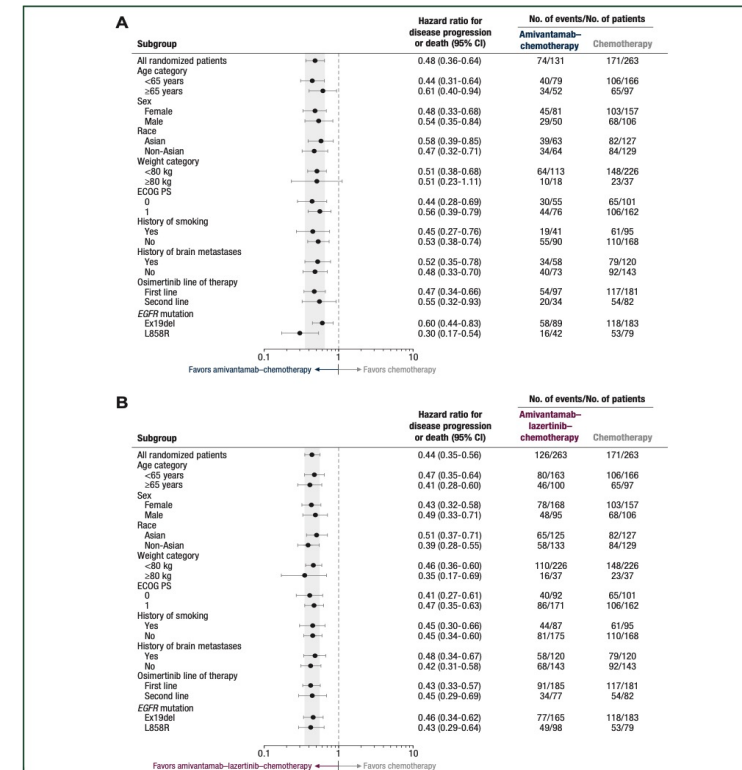 A
No. of events/No. of patients
Hazard ratio for disease progression or death (95% CI)
Amivantamab–chemotherapy
Chemotherapy
Subgroup
All randomized patients 0.48 (0.36-0.64) 74/131 171/263
Age category
<65 years 0.44 (0.31-0.64) 40/79 106/166
≥65 years 0.61 (0.40-0.94) 34/52 65/97
Sex
Female 0.48 (0.33-0.68) 45/81 103/157
Male 0.54 (0.35-0.84) 29/50 68/106
Race
Asian 0.58 (0.39-0.85) 39/63 82/127
Non-Asian 0.47 (0.32-0.71) 34/64 84/129
Weight category
<80 kg 0.51 (0.38-0.68) 64/113 148/226
≥80 kg 0.51 (0.23-1.11) 10/18 23/37
ECOG PS
0 0.44 (0.28-0.69) 30/55 65/101
1 0.56 (0.39-0.79) 44/76 106/162
History of smoking
Yes 0.45 (0.27-0.76) 19/41 61/95
No 0.53 (0.38-0.74) 55/90 110/168
History of brain metastases
Yes 0.52 (0.35-0.78) 34/58 79/120
No 0.48 (0.33-0.70) 40/73 92/143
Osimertinib line of therapy
First line 0.47 (0.34-0.66) 54/97 117/181
Second line 0.55 (0.32-0.93) 20/34 54/82
EGFR mutation
Ex19del 0.60 (0.44-0.83) 58/89 118/183
L858R 0.30 (0.17-0.54) 16/42 53/79
0.1 1 10
Favors amivantamab–chemotherapy Favors chemotherapy
B
No. of events/No. of patients
Hazard ratio for disease progression or death (95% CI)
Amivantamab–lazertinib–chemotherapy
Chemotherapy
Subgroup
All randomized patients 0.44 (0.35-0.56) 126/263 171/263
Age category
<65 years 0.47 (0.35-0.64) 80/163 106/166
≥65 years 0.41 (0.28-0.60) 46/100 65/97
Sex
Female 0.43 (0.32-0.58) 78/168 103/157
Male 0.49 (0.33-0.71) 48/95 68/106
Race
Asian 0.51 (0.37-0.71) 65/125 82/127
Non-Asian 0.39 (0.28-0.55) 58/133 84/129
Weight category
<80 kg 0.46 (0.36-0.60) 110/226 148/226
≥80 kg 0.35 (0.17-0.69) 16/37 23/37
ECOG PS
0 0.41 (0.27-0.61) 40/92 65/101
1 0.47 (0.35-0.63) 86/171 106/162
History of smoking
Yes 0.45 (0.30-0.66) 44/87 61/95
No 0.45 (0.34-0.60) 81/175 110/168
History of brain metastases
Yes 0.48 (0.34-0.67) 58/120 79/120
No 0.42 (0.31-0.58) 68/143 92/143
Osimertinib line of therapy
First line 0.43 (0.33-0.57) 91/185 117/181
Second line 0.45 (0.29-0.69) 34/77 54/82
EGFR mutation
Ex19del 0.46 (0.34-0.62) 77/165 118/183
L858R 0.43 (0.29-0.64) 49/98 53/79
0.1 1 10
Favors amivantamab–lazertinib–chemotherapy Favors chemotherapy